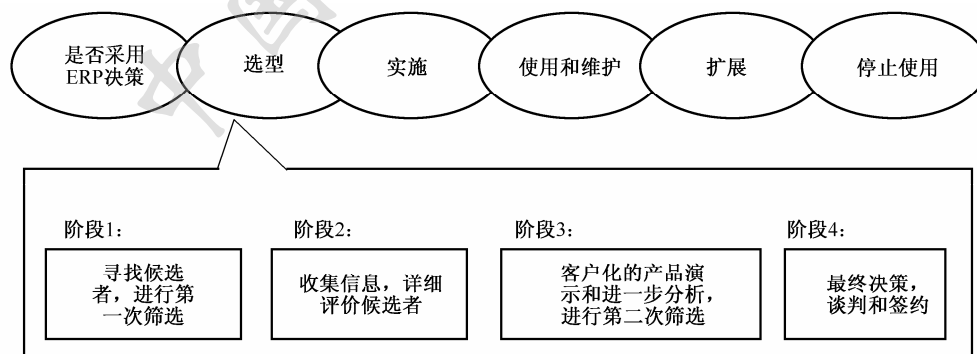 是否采用
ERP决策
选型
实施
使用和维护
扩展
停止使用
阶段1：
阶段2：
阶段3：
阶段4：
寻找候选
者，进行第
一次筛选
收集信息，详细
评价候选者
客户化的产品演
示和进一步分析，
进行第二次筛选
最终决策，
谈判和签约
中国